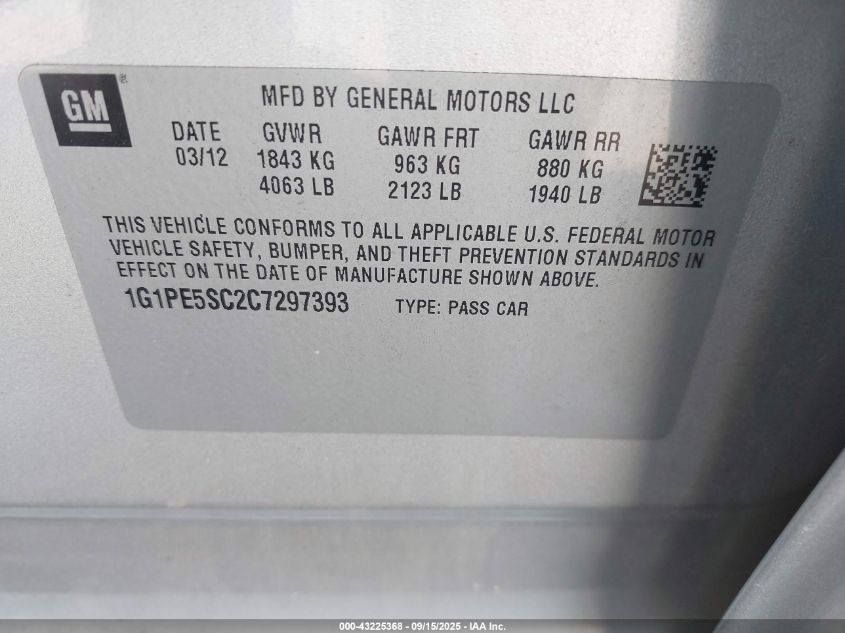 GM ®
MFD BY GENERAL MOTORS LLC
DATE GVWR GAWR FRT GAWR RR
03/12 1843 KG 963 KG 880 KG
4063 LB 2123 LB 1940 LB
THIS VEHICLE CONFORMS TO ALL APPLICABLE U.S. FEDERAL MOTOR
VEHICLE SAFETY, BUMPER, AND THEFT PREVENTION STANDARDS IN
EFFECT ON THE DATE OF MANUFACTURE SHOWN ABOVE.
1G1PE5SC2C7297393 TYPE: PASS CAR
000-43225368 - 09/15/2025 - IAA Inc.